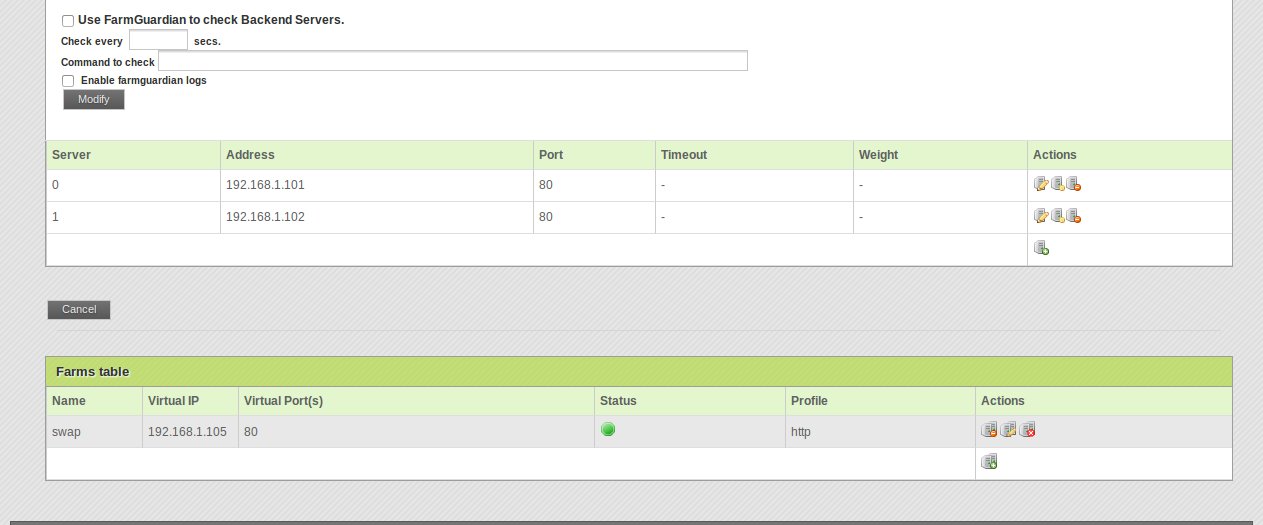 Use FarmGuardian to check Backend Servers.
Check every secs.
Command to check
Enable farmguardian logs
Modify
Server Address Port Timeout Weight Actions
0 192.168.1.101 80 - -
1 192.168.1.102 80 - -
Cancel
Farms table
Name Virtual IP Virtual Port(s) Status Profile Actions
swap 192.168.1.105 80 http